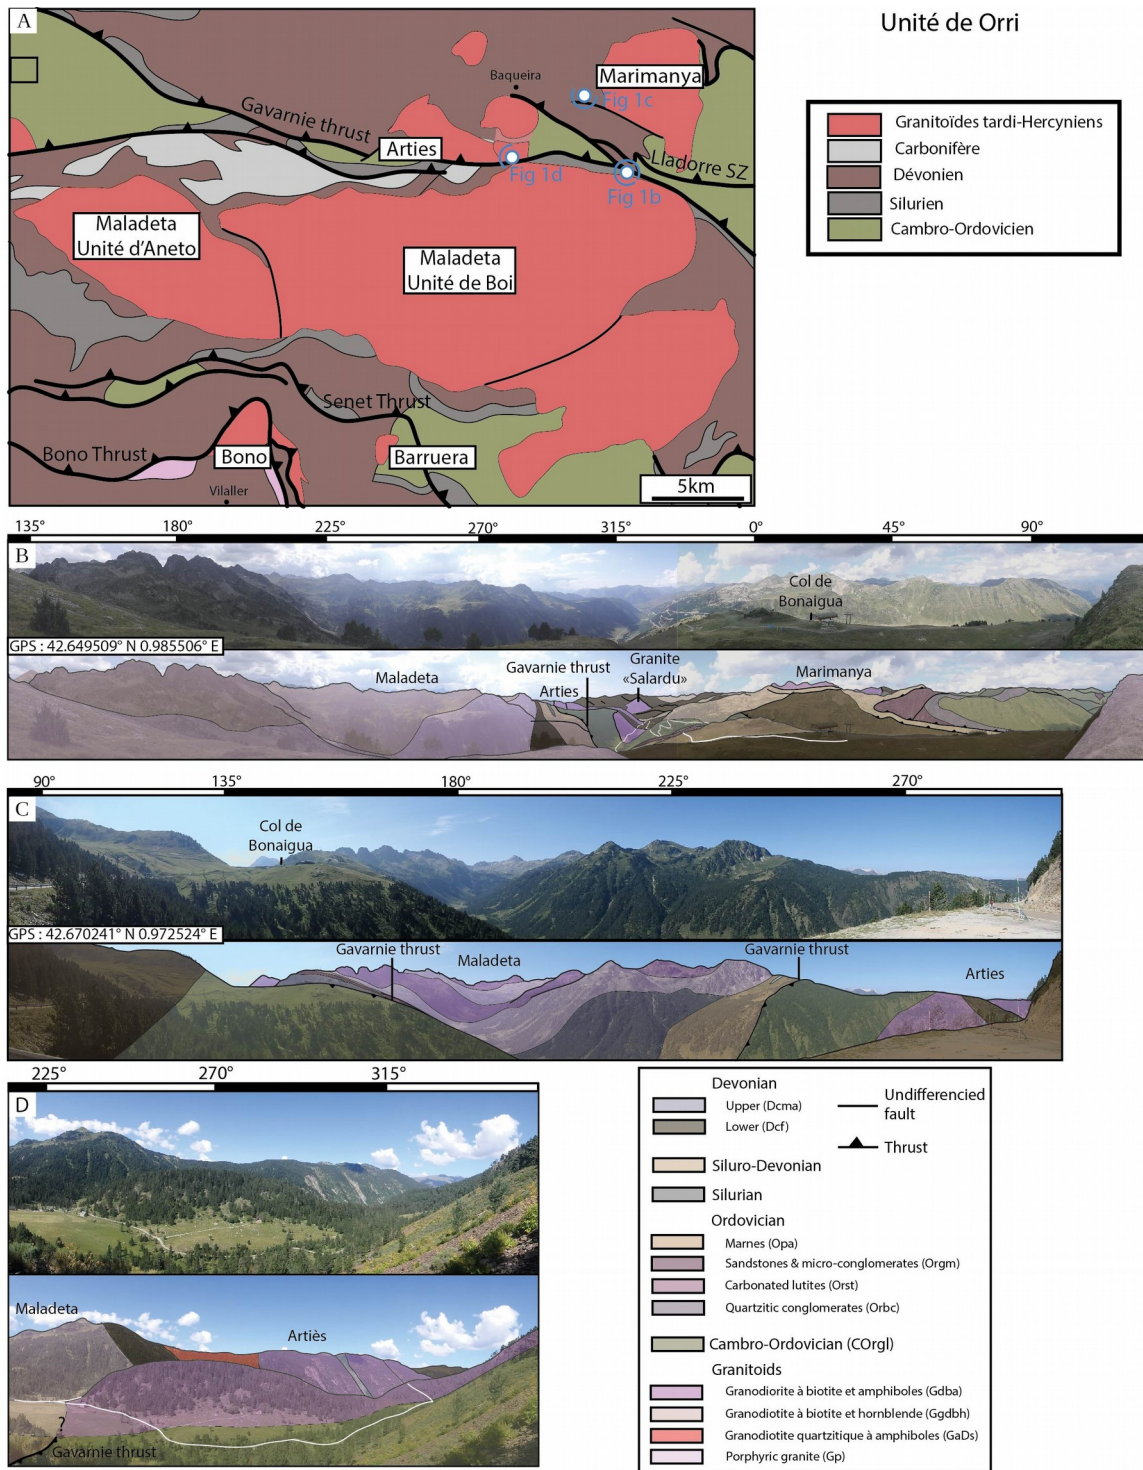 A
Unité de Orri
Baqueira
Marimanya
Fig 1c
Gavarnie thrust
Arties
Fig 1d
Lladorre SZ
Fig 1b
Maladeta
Unité d'Aneto
Maladeta
Unité de Boi
Senet Thrust
Bono Thrust
Bono
Barruera
Vilaller
5km
Granitoïdes tardi-Hercyniens
Carbonifère
Dévonien
Silurien
Cambro-Ordovicien
135° 180° 225° 270° 315° 0° 45° 90°
B
Col de
Bonaigua
GPS : 42.649509° N 0.985506° E
Maladeta
Gavarnie thrust
Arties
Granite
«Salardu»
Marimanya
90° 135° 180° 225° 270°
C
Col de
Bonaigua
GPS : 42.670241° N 0.972524° E
Gavarnie thrust
Maladeta
Gavarnie thrust
Arties
225° 270° 315°
D
Maladeta
Artiès
?
Gavarnie thrust
Devonian
Upper (Dcma)
Lower (Dcf)
Undifferencied
fault
Thrust
Siluro-Devonian
Silurian
Ordovician
Marnes (Opa)
Sandstones & micro-conglomerates (Orgm)
Carbonated lutites (Orst)
Quartzitic conglomerates (Orbc)
Cambro-Ordovician (COrgl)
Granitoids
Granodiorite à biotite et amphiboles (Gdba)
Granodiotite à biotite et hornblende (Ggdbh)
Granodiotite quartzitique à amphiboles (GaDs)
Porphyric granite (Gp)